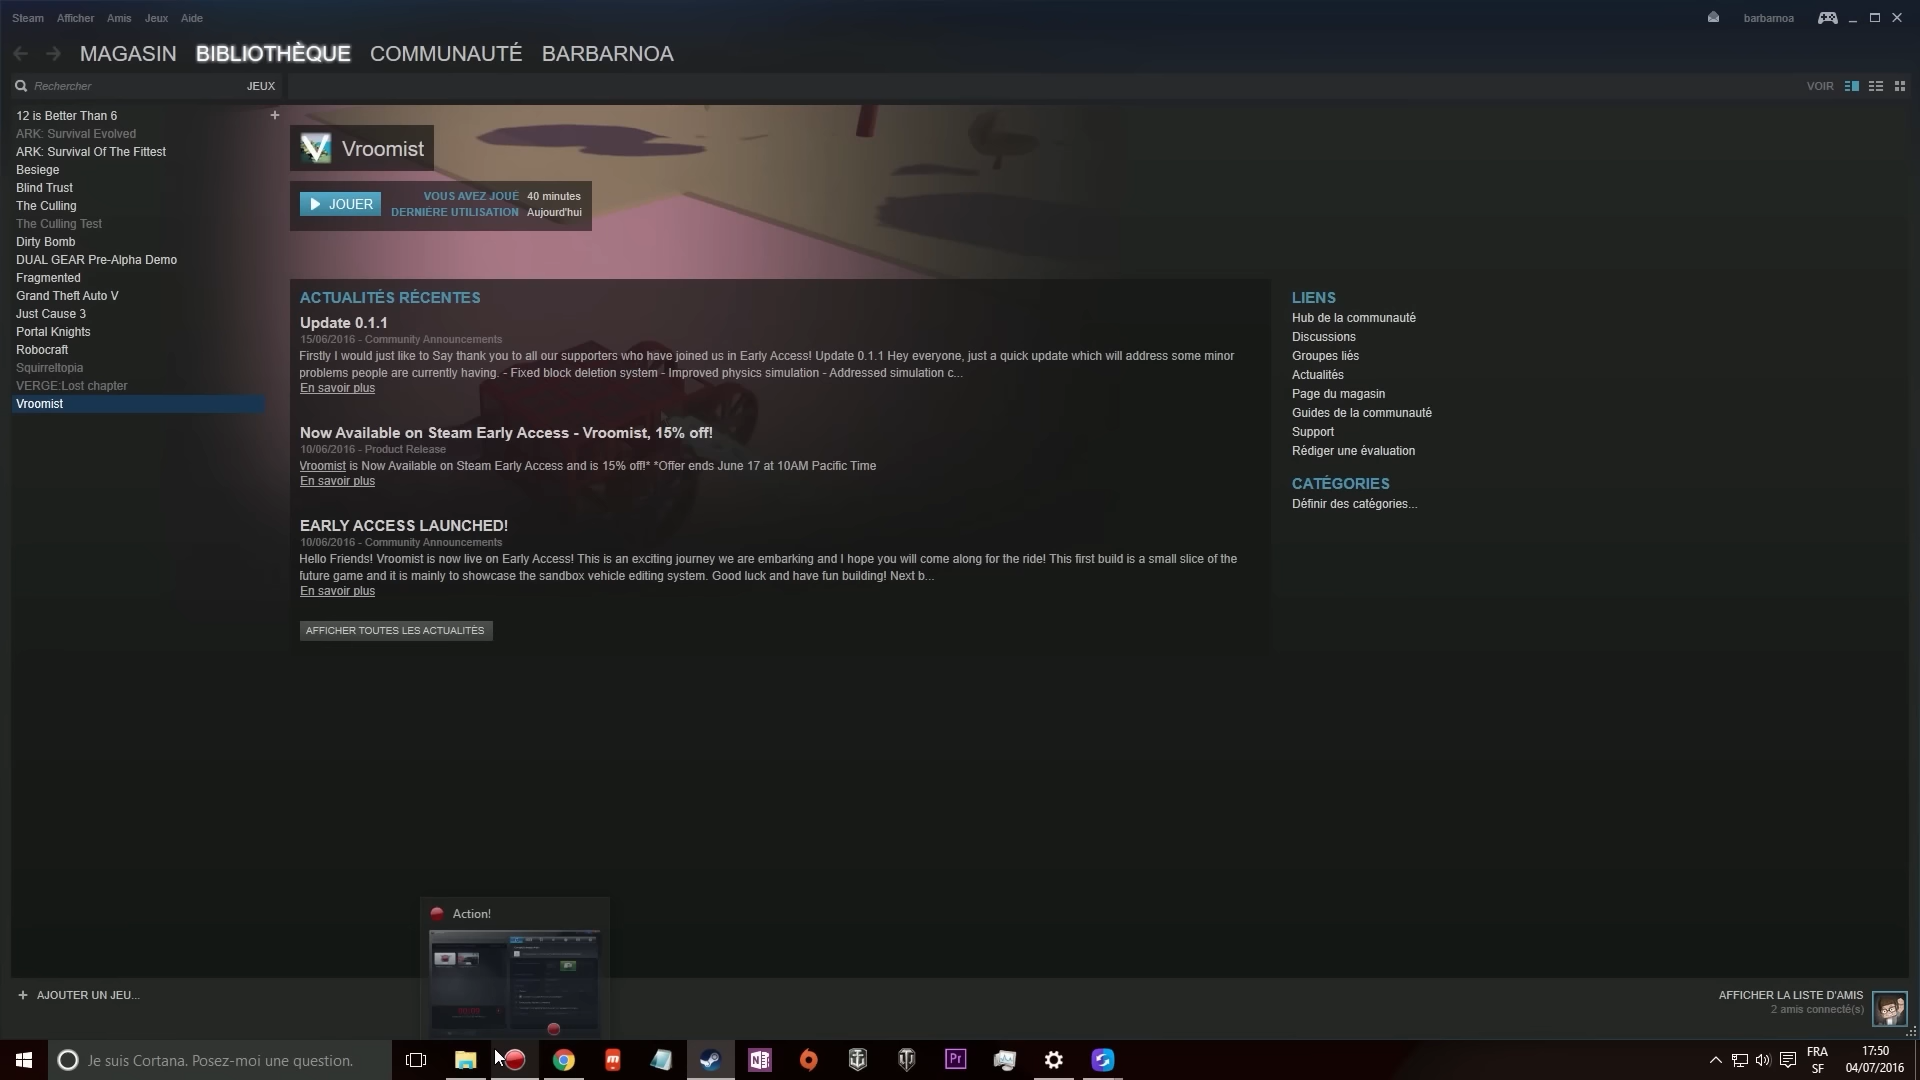 Steam Afficher Amis Jeux Aide
barbarnoa
MAGASIN BIBLIOTHÈQUE COMMUNAUTÉ BARBARNOA
Rechercher JEUX
VOIR
12 is Better Than 6
ARK: Survival Evolved
ARK: Survival Of The Fittest
Besiege
Blind Trust
The Culling
The Culling Test
Dirty Bomb
DUAL GEAR Pre-Alpha Demo
Fragmented
Grand Theft Auto V
Just Cause 3
Portal Knights
Robocraft
Squirreltopia
VERGE:Lost chapter
Vroomist
Vroomist
JOUER
VOUS AVEZ JOUÉ 40 minutes
DERNIÈRE UTILISATION Aujourd'hui
ACTUALITÉS RÉCENTES
Update 0.1.1
15/06/2016 - Community Announcements
Firstly I would just like to Say thank you to all our supporters who have joined us in Early Access! Update 0.1.1 Hey everyone, just a quick update which will address some minor
problems people are currently having. - Fixed block deletion system - Improved physics simulation - Addressed simulation c...
En savoir plus
Now Available on Steam Early Access - Vroomist, 15% off!
10/06/2016 - Product Release
Vroomist is Now Available on Steam Early Access and is 15% off!* *Offer ends June 17 at 10AM Pacific Time
En savoir plus
EARLY ACCESS LAUNCHED!
10/06/2016 - Community Announcements
Hello Friends! Vroomist is now live on Early Access! This is an exciting journey we are embarking and I hope you will come along for the ride! This first build is a small slice of the
future game and it is mainly to showcase the sandbox vehicle editing system. Good luck and have fun building! Next b...
En savoir plus
AFFICHER TOUTES LES ACTUALITÉS
LIENS
Hub de la communauté
Discussions
Groupes liés
Actualités
Page du magasin
Guides de la communauté
Support
Rédiger une évaluation
CATÉGORIES
Définir des catégories...
Action!
+ AJOUTER UN JEU...
AFFICHER LA LISTE D'AMIS
2 amis connecté(s)
Je suis Cortana. Posez-moi une question.
FRA
SF
17:50
04/07/2016